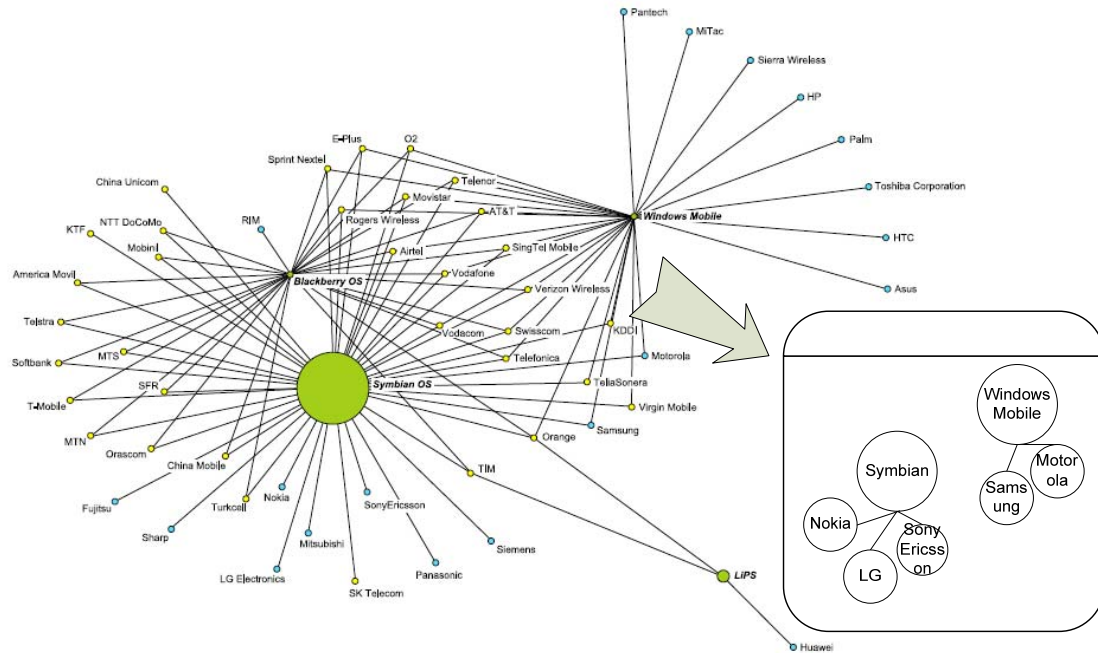 Pantech
MiTac
Sierra Wireless
HP
E-Plus
O2
Palm
Sprint Nextel
Telenor
China Unicom
Toshiba Corporation
Movistar
AT&T
Rogers Wireless
Windows Mobile
NTT DoCoMo
RIM
KTF
HTC
Mobinil
Airtel
SingTel Mobile
America Movil
Vodafone
Blackberry OS
Verizon Wireless
Asus
Telstra
Vodacom
Swisscom
KDDI
MTS
Telefonica
Motorola
Softbank
SFR
Symbian OS
TeliaSonera
T-Mobile
Virgin Mobile
Samsung
MTN
Orange
Orascom
China Mobile
TIM
Nokia
Fujitsu
Turkcell
SonyEricsson
Sharp
Mitsubishi
Siemens
LG Electronics
Panasonic
SK Telecom
LiPS
Huawei
Windows
Mobile
Symbian
Motor
ola
Sams
ung
Nokia
Sony
Ericss
on
LG